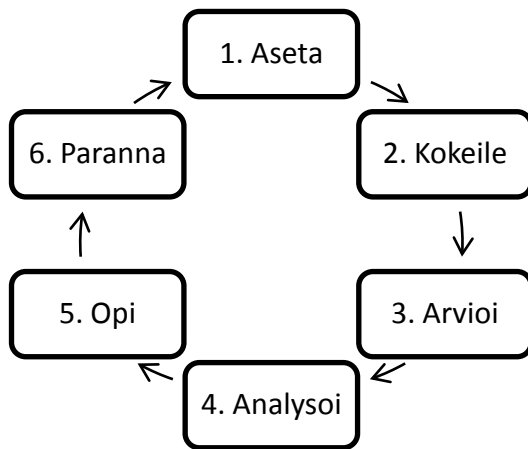 1. Aseta
2. Kokeile
3. Arvioi
4. Analysoi
5. Opi
6. Paranna